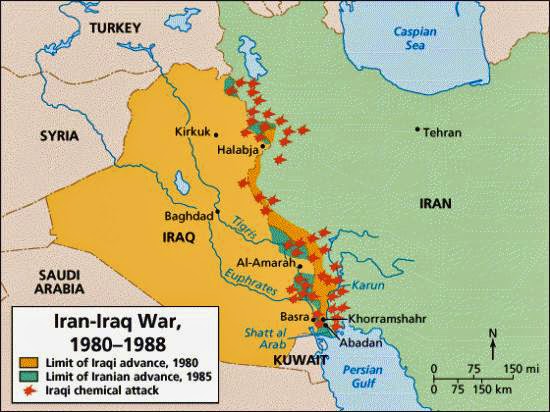 TURKEY
Caspian
Sea
SYRIA
Kirkuk
Halabja
Tehran
IRAN
Baghdad
Tigris
IRAQ
Al-Amarah
Euphrates
Karun
SAUDI
ARABIA
Basra
Khorramshahr
Shatt al
Arab
Abadan
KUWAIT
Persian
Gulf
N
0 75 150 mi
0 75 150 km
Iran-Iraq War,
1980–1988
Limit of Iraqi advance, 1980
Limit of Iranian advance, 1985
Iraqi chemical attack